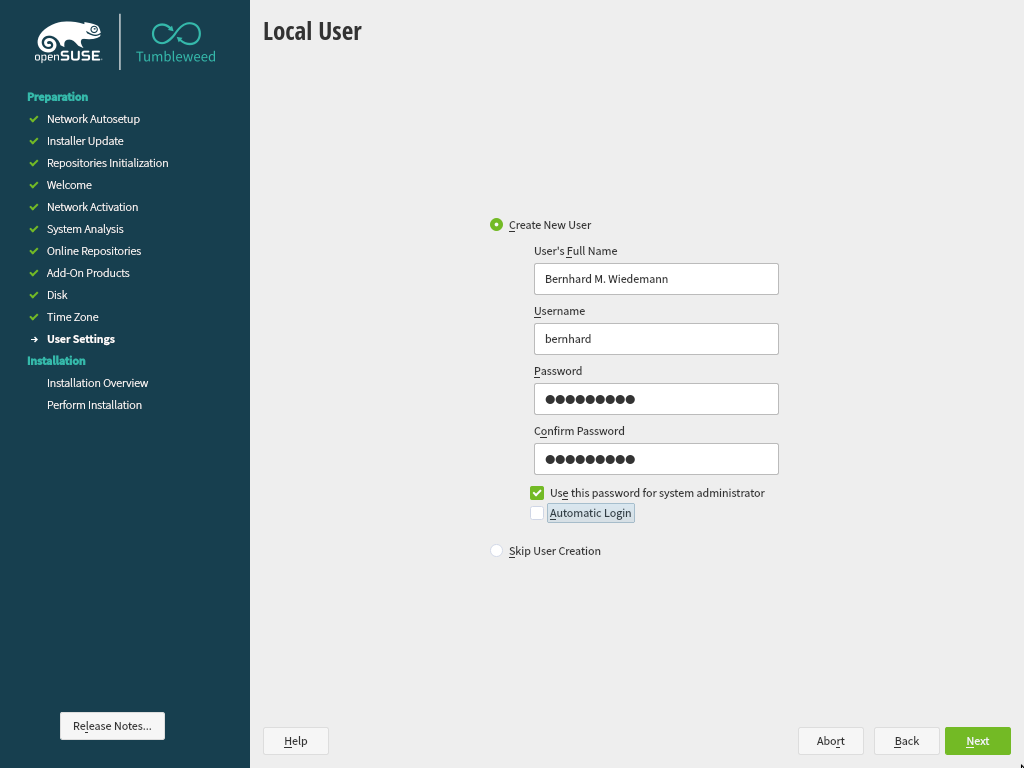 openSUSE
Tumbleweed
Preparation
Network Autosetup
Installer Update
Repositories Initialization
Welcome
Network Activation
System Analysis
Online Repositories
Add-On Products
Disk
Time Zone
User Settings
Installation
Installation Overview
Perform Installation
Release Notes...
Local User
Create New User
User's Full Name
Bernhard M. Wiedemann
Username
bernhard
Password
●●●●●●●●●
Confirm Password
●●●●●●●●●
Use this password for system administrator
Automatic Login
Skip User Creation
Help
Abort
Back
Next